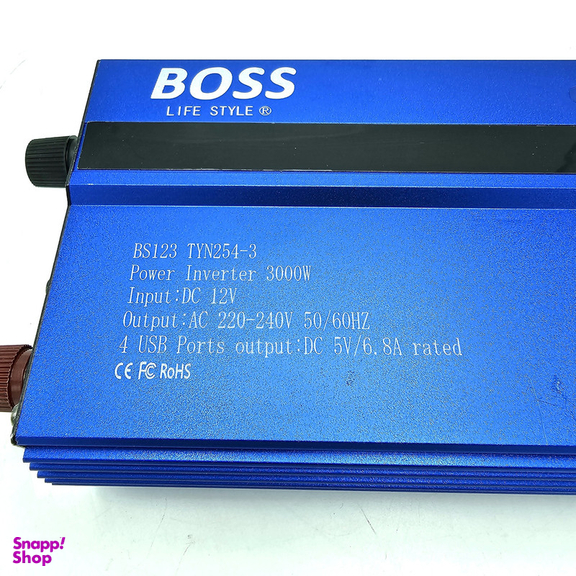 BOSS
LIFE STYLE®
BS123 TYN254-3
Power Inverter 3000W
Input:DC 12V
Output:AC 220-240V 50/60HZ
4 USB Ports output:DC 5V/6.8A rated
CE FC RoHS
Snapp!
Shop